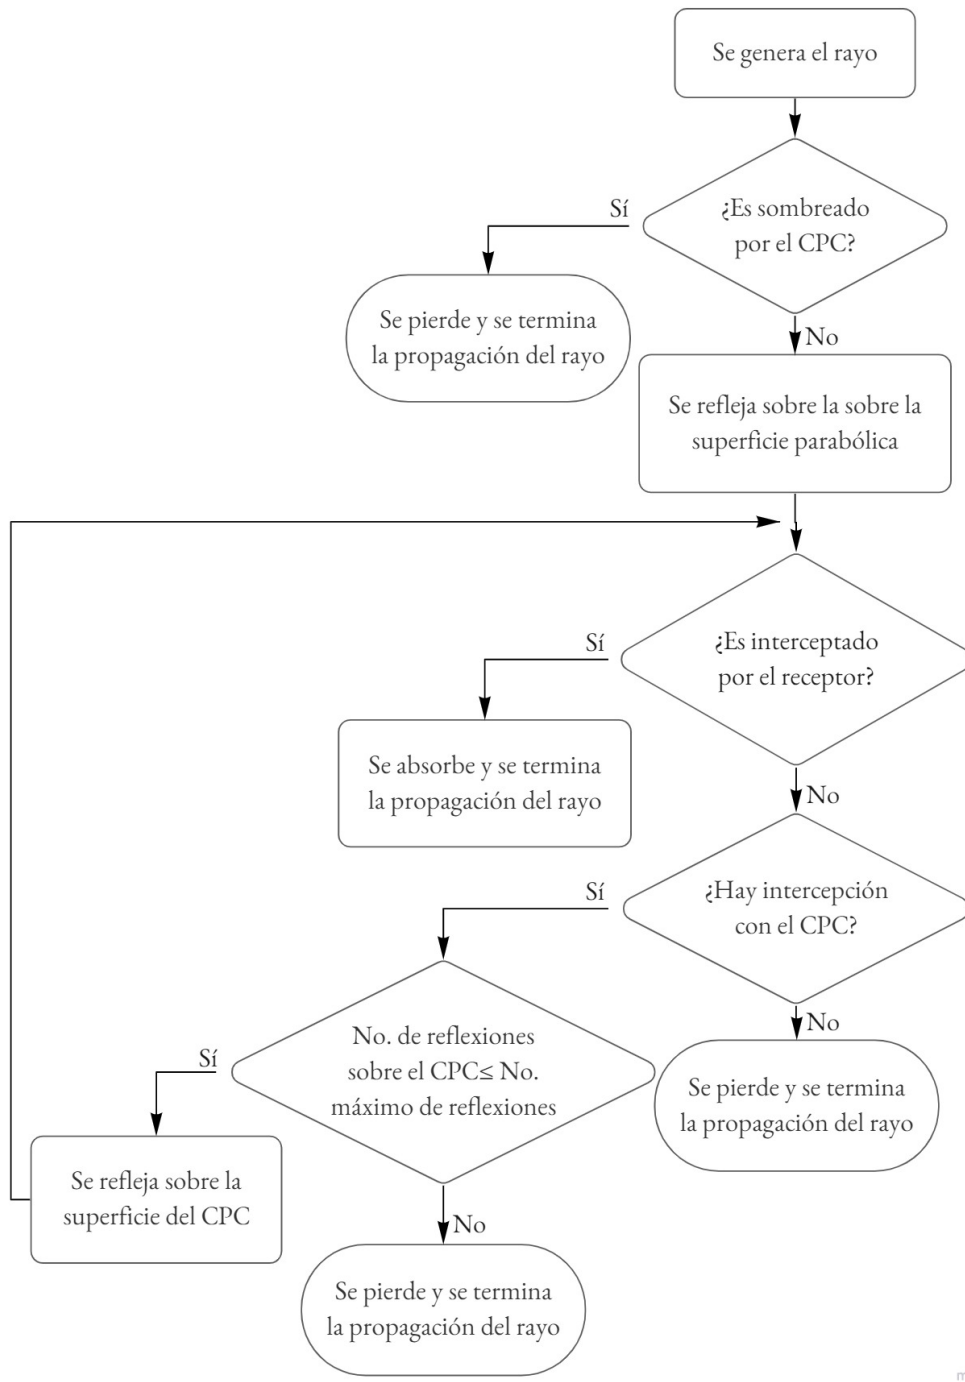 Se genera el rayo
Sí
¿Es sombreado
por el CPC?
Se pierde y se termina
la propagación del rayo
No
Se refleja sobre la sobre la
superficie parabólica
Sí
¿Es interceptado
por el receptor?
Se absorbe y se termina
la propagación del rayo
No
Sí
¿Hay intercepción
con el CPC?
No
Sí
No. de reflexiones
sobre el CPC≤ No.
máximo de reflexiones
Se pierde y se termina
la propagación del rayo
Se refleja sobre la
superficie del CPC
No
Se pierde y se termina
la propagación del rayo
m